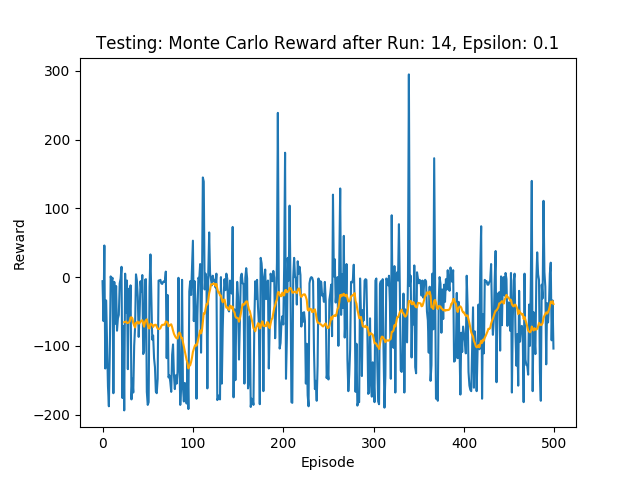 Testing: Monte Carlo Reward after Run: 14, Epsilon: 0.1
300
200
100
0
−100
−200
Reward
0 100 200 300 400 500
Episode